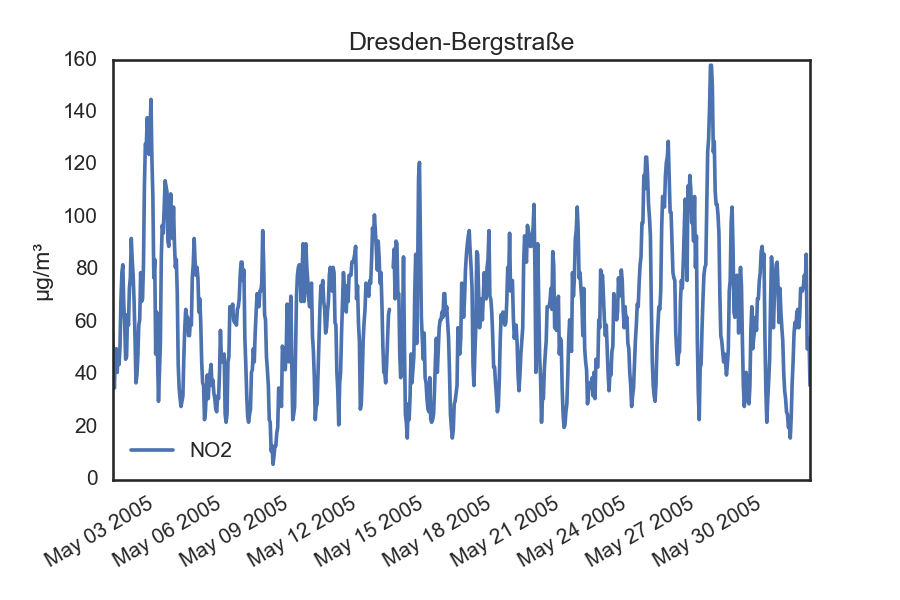 Dresden-Bergstraße
160
140
120
100
80
60
40
20
0
µg/m³
NO2
May 03 2005
May 06 2005
May 09 2005
May 12 2005
May 15 2005
May 18 2005
May 21 2005
May 24 2005
May 27 2005
May 30 2005